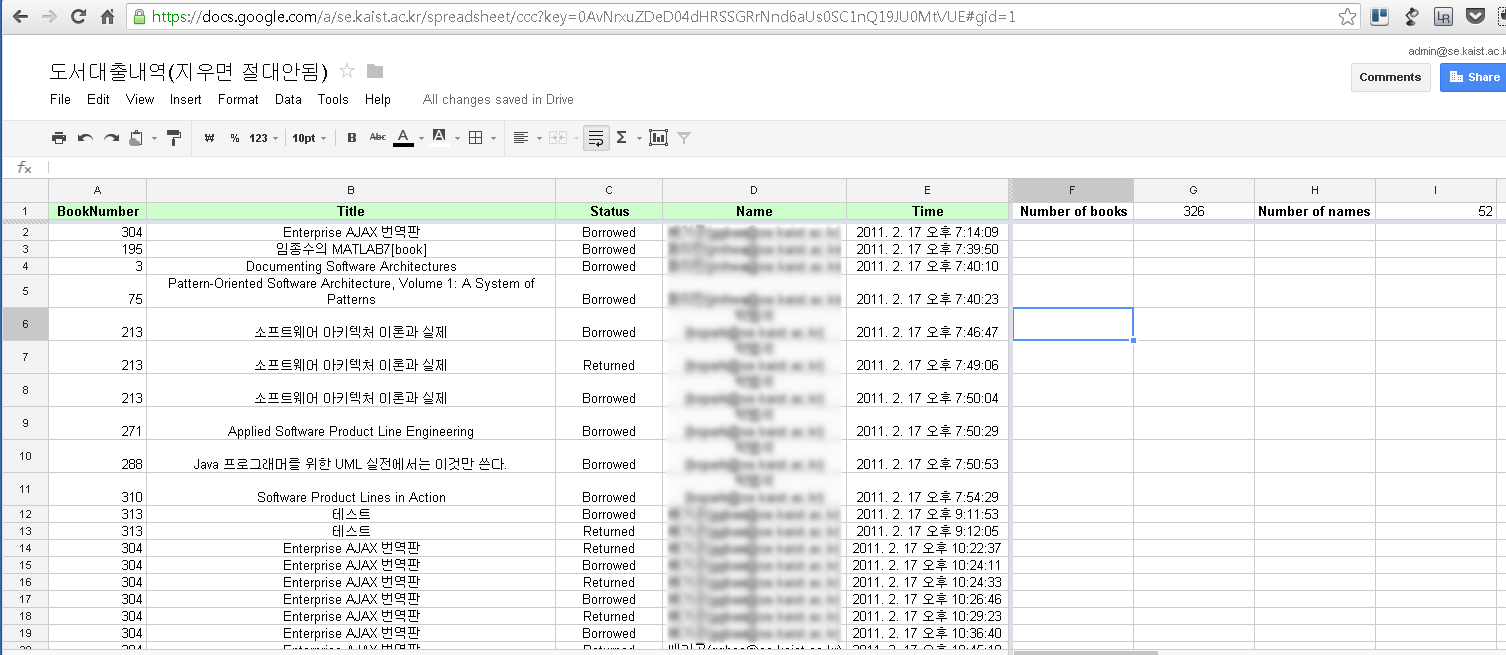 https://docs.google.com/a/se.kaist.ac.kr/spreadsheet/ccc?key=0AvNrxuZDeD04dHRSSGRrNnd6aUs0SC1nQ19JU0MtVUE#gid=1
admin@se.kaist.ac.k
도서대출내역(지우면 절대안됨)
Comments Share
File Edit View Insert Format Data Tools Help All changes saved in Drive
₩ % 123 10pt B Abc A A Σ
fx
A B C D E F G H I
1 BookNumber Title Status Name Time Number of books 326 Number of names 52
2 304 Enterprise AJAX 번역판 Borrowed 2011. 2. 17 오후 7:14:09
3 195 임종수의 MATLAB7[book] Borrowed 2011. 2. 17 오후 7:39:50
4 3 Documenting Software Architectures Borrowed 2011. 2. 17 오후 7:40:10
Pattern-Oriented Software Architecture, Volume 1: A System of
5 75 Patterns Borrowed 2011. 2. 17 오후 7:40:23
6 213 소프트웨어 아키텍처 이론과 실제 Borrowed 2011. 2. 17 오후 7:46:47
7 213 소프트웨어 아키텍처 이론과 실제 Returned 2011. 2. 17 오후 7:49:06
8 213 소프트웨어 아키텍처 이론과 실제 Borrowed 2011. 2. 17 오후 7:50:04
9 271 Applied Software Product Line Engineering Borrowed 2011. 2. 17 오후 7:50:29
10 288 Java 프로그래머를 위한 UML 실전에서는 이것만 쓴다. Borrowed 2011. 2. 17 오후 7:50:53
11 310 Software Product Lines in Action Borrowed 2011. 2. 17 오후 7:54:29
12 313 테스트 Borrowed 2011. 2. 17 오후 9:11:53
13 313 테스트 Returned 2011. 2. 17 오후 9:12:05
14 304 Enterprise AJAX 번역판 Returned 2011. 2. 17 오후 10:22:37
15 304 Enterprise AJAX 번역판 Borrowed 2011. 2. 17 오후 10:24:11
16 304 Enterprise AJAX 번역판 Returned 2011. 2. 17 오후 10:24:33
17 304 Enterprise AJAX 번역판 Borrowed 2011. 2. 17 오후 10:26:46
18 304 Enterprise AJAX 번역판 Returned 2011. 2. 17 오후 10:29:23
19 304 Enterprise AJAX 번역판 Borrowed 2011. 2. 17 오후 10:36:40